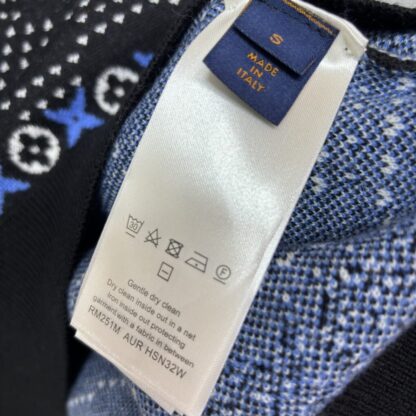 S
MADE
IN
ITALY
30
F
Gentle dry clean
Dry clean inside out in a net
Iron inside out protecting
garment with a fabric in between
RM251M AUR HSN32W